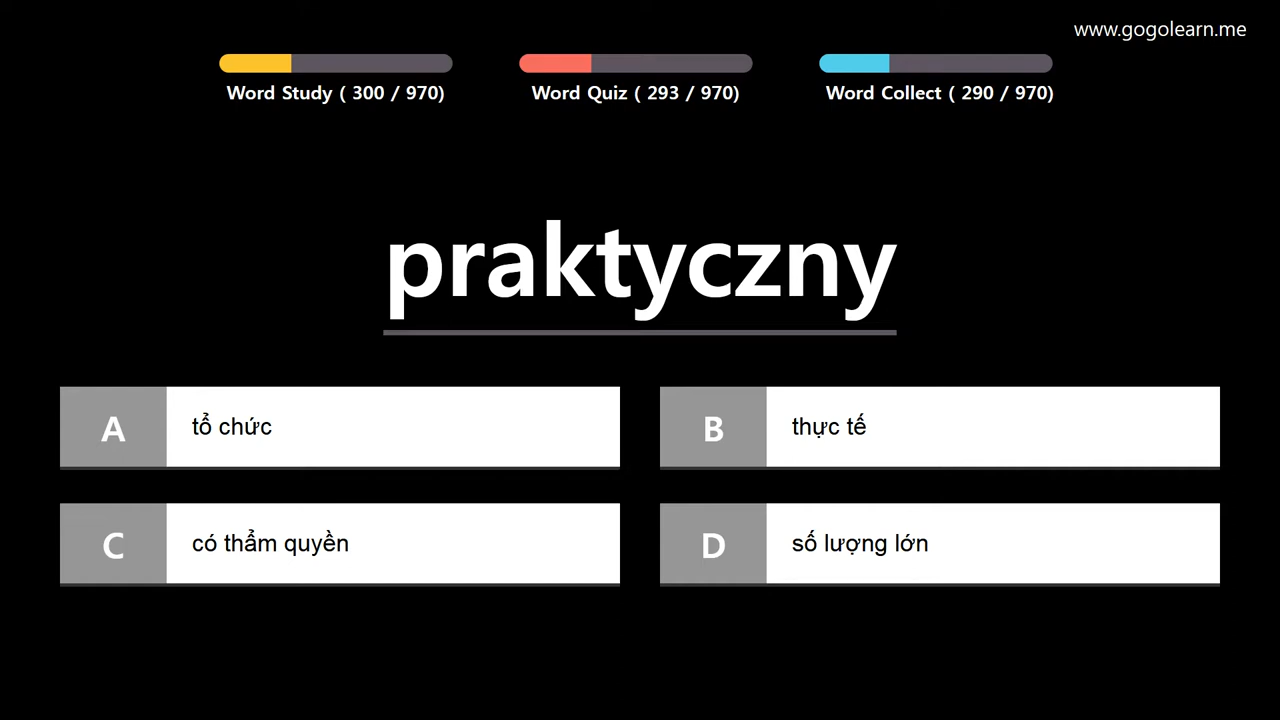 www.gogolearn.me
Word Study ( 300 / 970)
Word Quiz ( 293 / 970)
Word Collect ( 290 / 970)
praktyczny
A
tổ chức
B
thực tế
C
có thẩm quyền
D
số lượng lớn